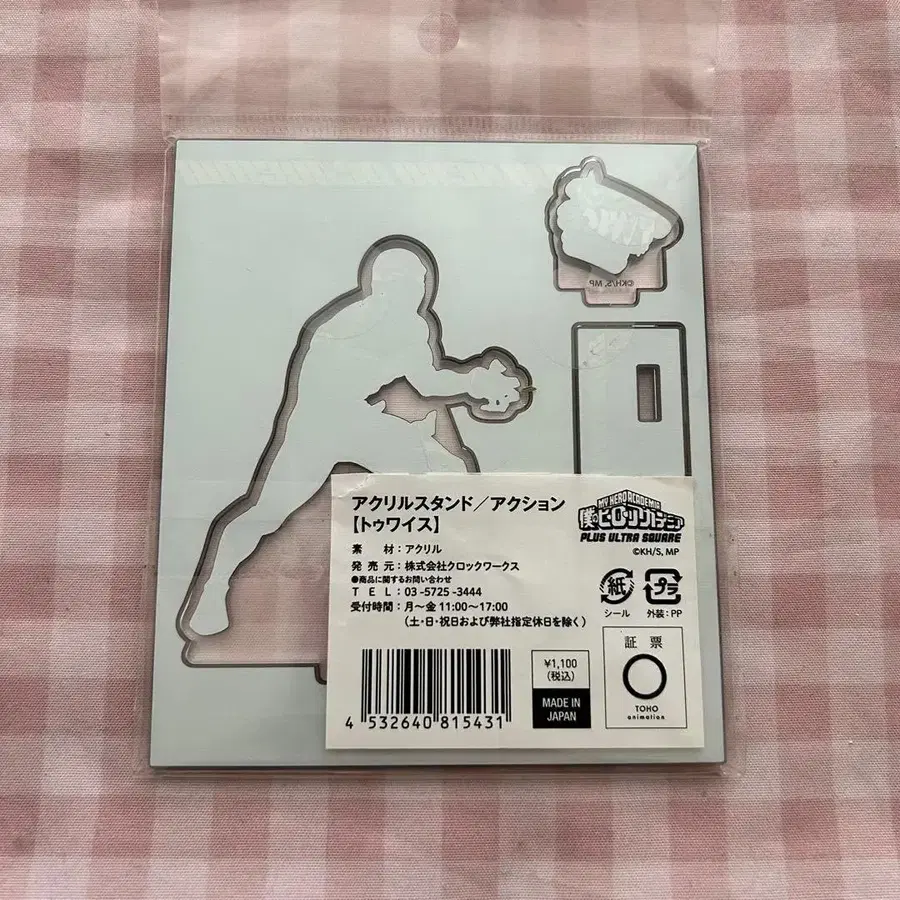 ©KH/S, MP
アクリルスタンド／アクション
【トゥワイス】
素 材：アクリル
発 売 元：株式会社クロックワークス
●商品に関するお問い合わせ
T E L：03-5725-3444
受付時間：月～金 11:00～17:00
（土・日・祝日および弊社指定休日を除く）
4 532640 815431
MY HERO ACADEMIA
僕のヒーローアカデミア
PLUS ULTRA SQUARE
©KH/S, MP
紙
シール
プラ
外装：PP
¥1,100
（税込）
MADE IN
JAPAN
証 票
TOHO
animation